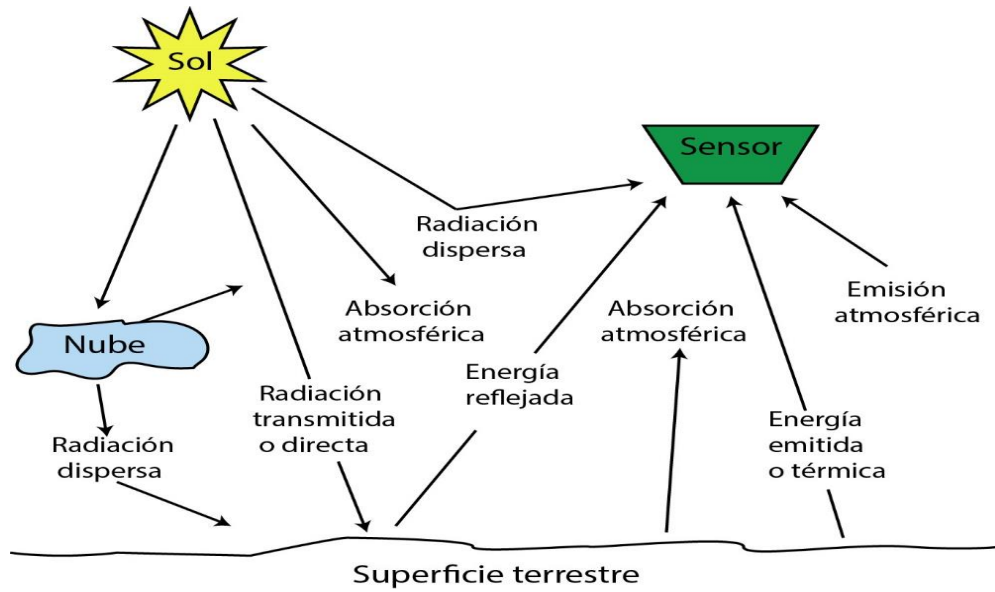 Sol
Sensor
Radiación
dispersa
Absorción
atmosférica
Absorción
atmosférica
Emisión
atmosférica
Nube
Energía
reflejada
Radiación
transmitida
o directa
Energía
emitida
o térmica
Radiación
dispersa
Superficie terrestre